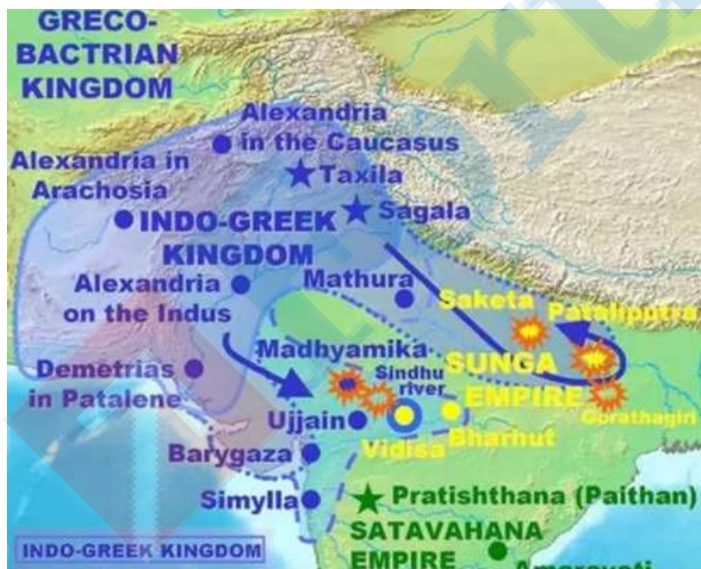 GRECO-
BACTRIAN
KINGDOM
Alexandria
in the Caucasus
Alexandria in
Arachosia
Taxila
Sagala
INDO-GREEK
KINGDOM
Alexandria
on the Indus
Mathura
Saketa
Pataliputra
Madhyamika
Sindhu
river
SUNGA
EMPIRE
Demetrias
in Patalene
Gorathagiri
Ujjain
Vidisa
Bharhut
Barygaza
Simylla
Pratishthana (Paithan)
SATAVAHANA
EMPIRE
INDO-GREEK KINGDOM